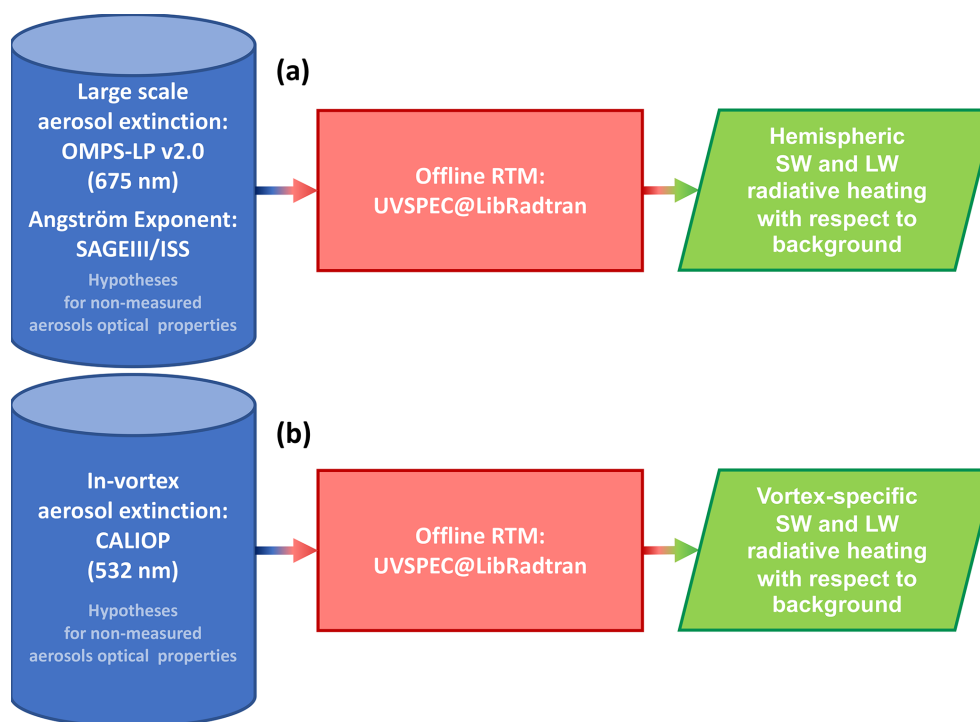 (a)
Large scale
aerosol extinction:
OMPS-LP v2.0
(675 nm)
Angström Exponent:
SAGEIII/ISS
Hypotheses
for non-measured
aerosols optical properties
Offline RTM:
UVSPEC@LibRadtran
Hemispheric
SW and LW
radiative heating
with respect to
background
(b)
In-vortex
aerosol extinction:
CALIOP
(532 nm)
Hypotheses
for non-measured
aerosols optical properties
Offline RTM:
UVSPEC@LibRadtran
Vortex-specific
SW and LW
radiative heating
with respect to
background